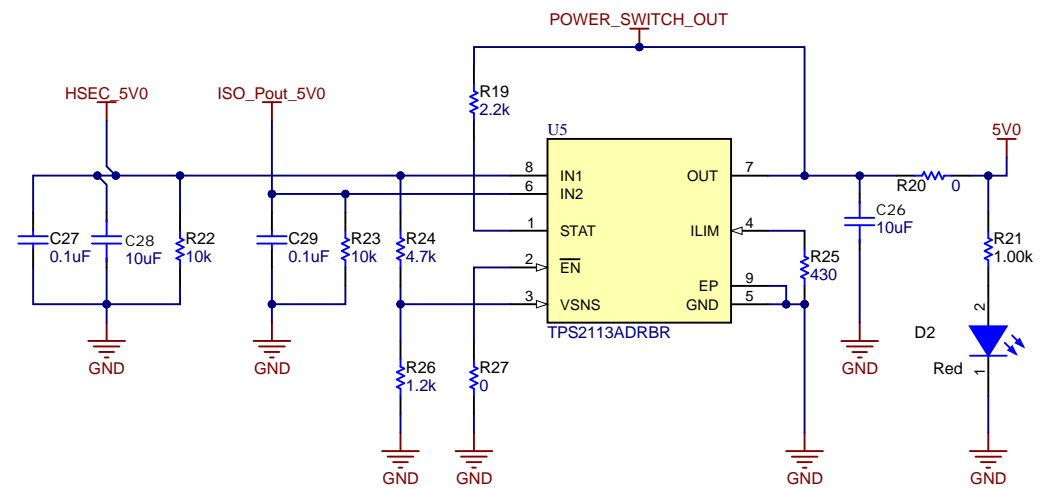 POWER_SWITCH_OUT
HSEC_5V0
ISO_Pout_5V0
R19
2.2k
U5
5V0
8
IN1
OUT
7
6
IN2
R20
0
C26
10uF
1
STAT
ILIM
4
C27
0.1uF
C28
10uF
R22
10k
C29
0.1uF
R23
10k
R24
4.7k
R25
430
R21
1.00k
2
EN
EP
9
3
VSNS
GND
5
2
TPS2113ADRBR
D2
Red
1
R26
1.2k
R27
0
GND
GND
GND
GND
GND
GND
GND